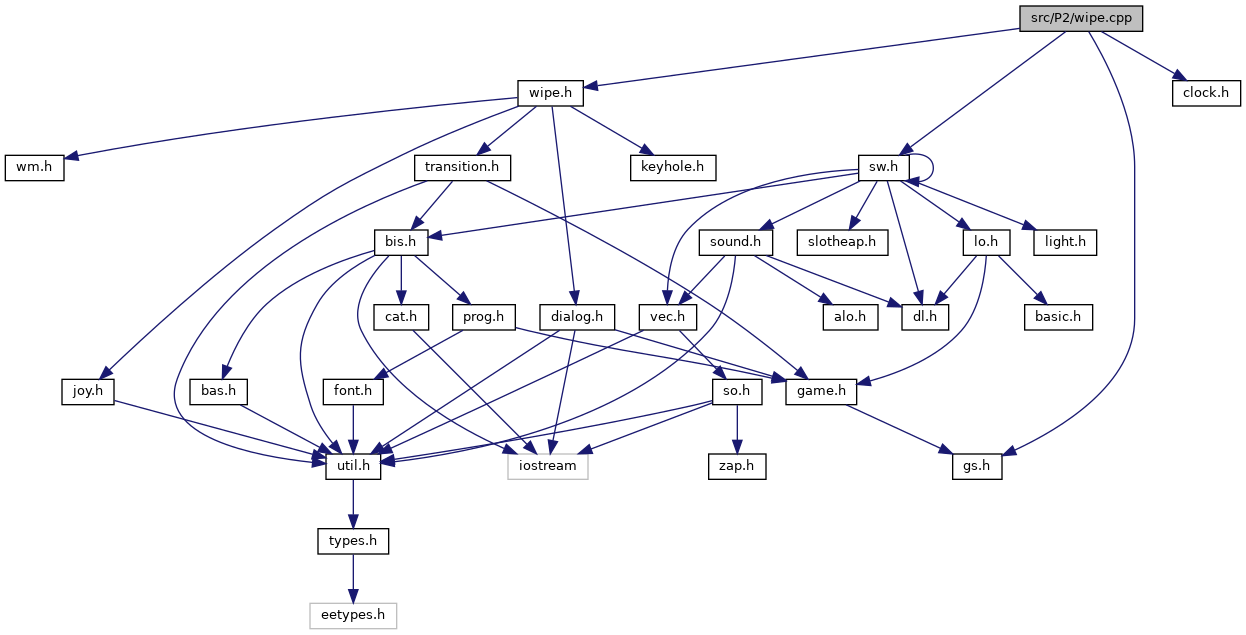 src/P2/wipe.cpp
wipe.h
clock.h
wm.h
transition.h
keyhole.h
sw.h
bis.h
sound.h
slotheap.h
lo.h
light.h
cat.h
prog.h
dialog.h
vec.h
alo.h
dl.h
basic.h
joy.h
bas.h
font.h
so.h
game.h
util.h
iostream
zap.h
gs.h
types.h
eetypes.h